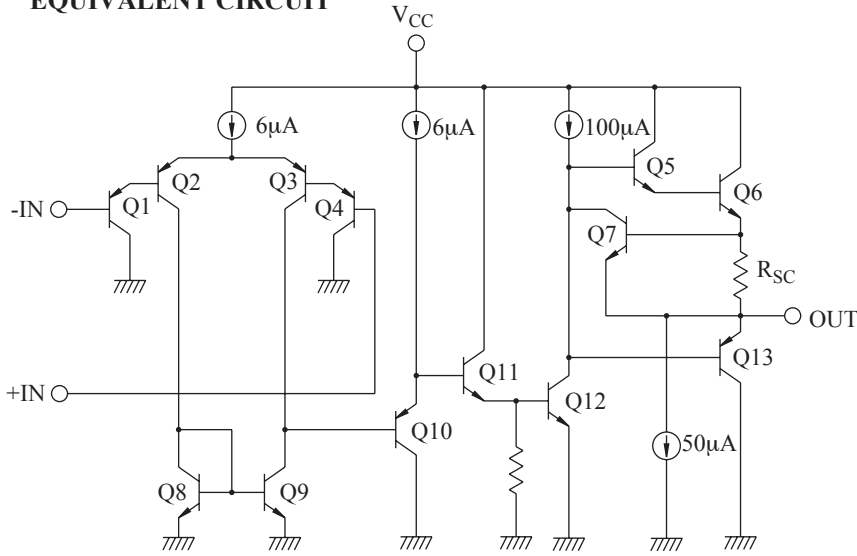 EQUIVALENT CIRCUIT
VCC
6μA
6μA
100μA
Q5
Q2
Q3
Q6
-IN
Q1
Q4
Q7
RSC
OUT
Q11
Q13
+IN
Q12
Q10
50μA
Q8
Q9